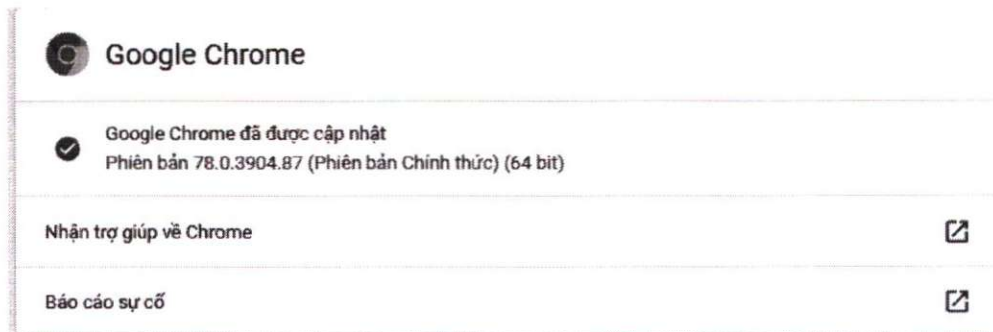 Google Chrome
Google Chrome đã được cập nhật
Phiên bản 78.0.3904.87 (Phiên bản Chính thức) (64 bit)
Nhận trợ giúp về Chrome
Báo cáo sự cố